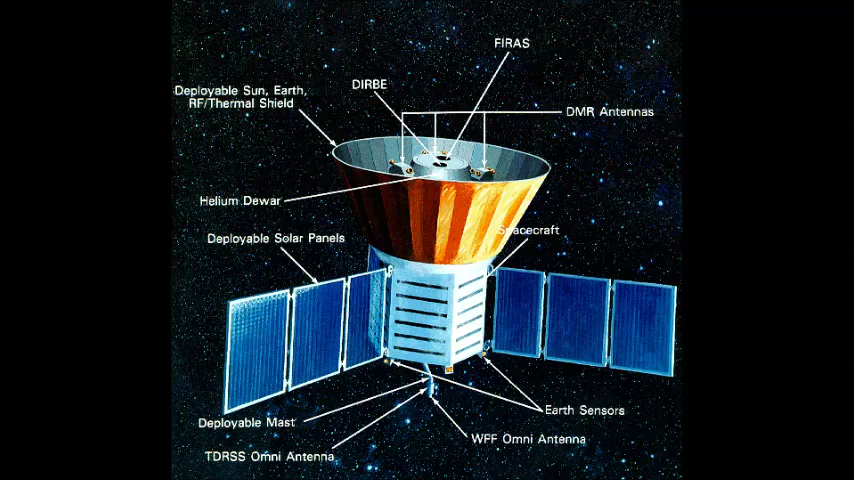 FIRAS
DIRBE
Deployable Sun, Earth,
RF/Thermal Shield
DMR Antennas
Helium Dewar
Spacecraft
Deployable Solar Panels
Earth Sensors
Deployable Mast
WFF Omni Antenna
TDRSS Omni Antenna